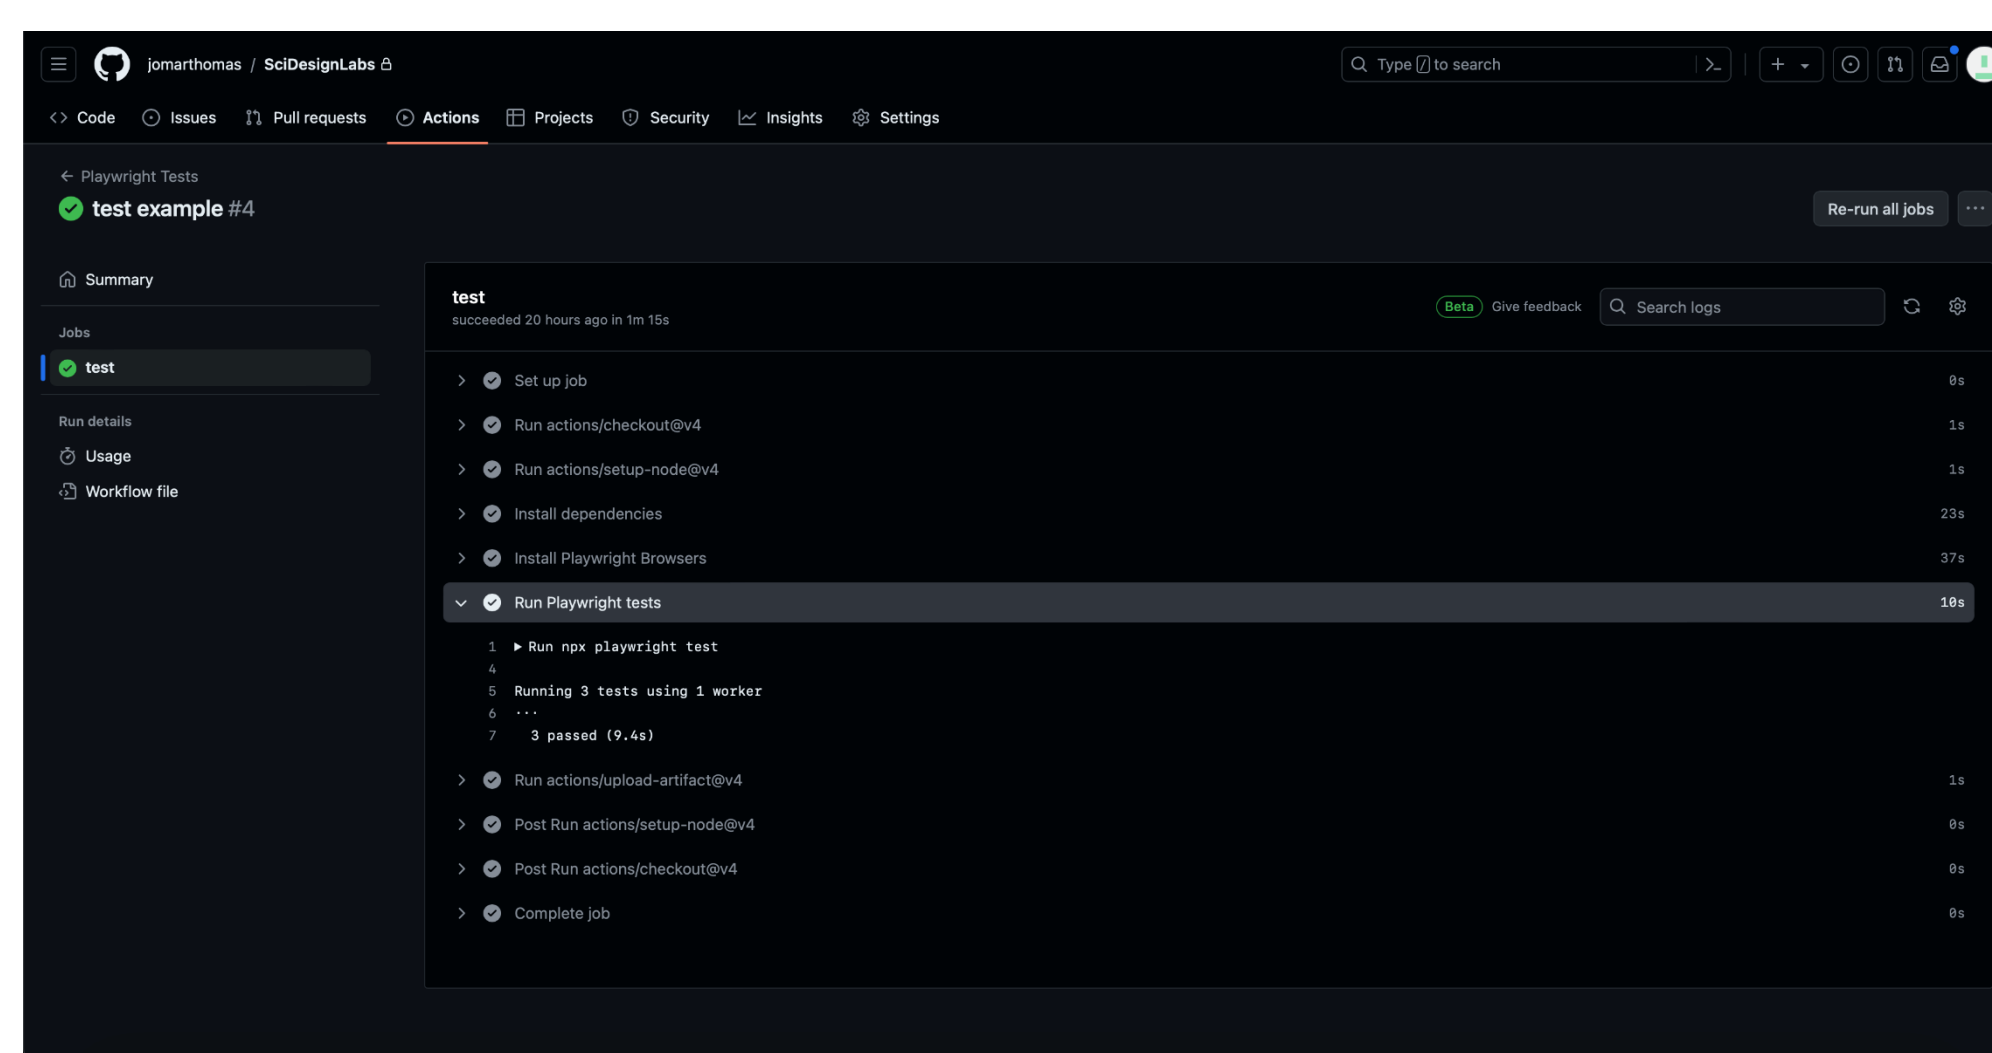 jomarthomas / SciDesignLabs
Type / to search
Code Issues Pull requests Actions Projects Security Insights Settings
Playwright Tests
test example #4
Re-run all jobs
Summary
Jobs
test
Run details
Usage
Workflow file
test
succeeded 20 hours ago in 1m 15s
Beta Give feedback
Search logs
Set up job 0s
Run actions/checkout@v4 1s
Run actions/setup-node@v4 1s
Install dependencies 23s
Install Playwright Browsers 37s
Run Playwright tests 10s
1 Run npx playwright test
4
5 Running 3 tests using 1 worker
6 ···
7 3 passed (9.4s)
Run actions/upload-artifact@v4 1s
Post Run actions/setup-node@v4 0s
Post Run actions/checkout@v4 0s
Complete job 0s